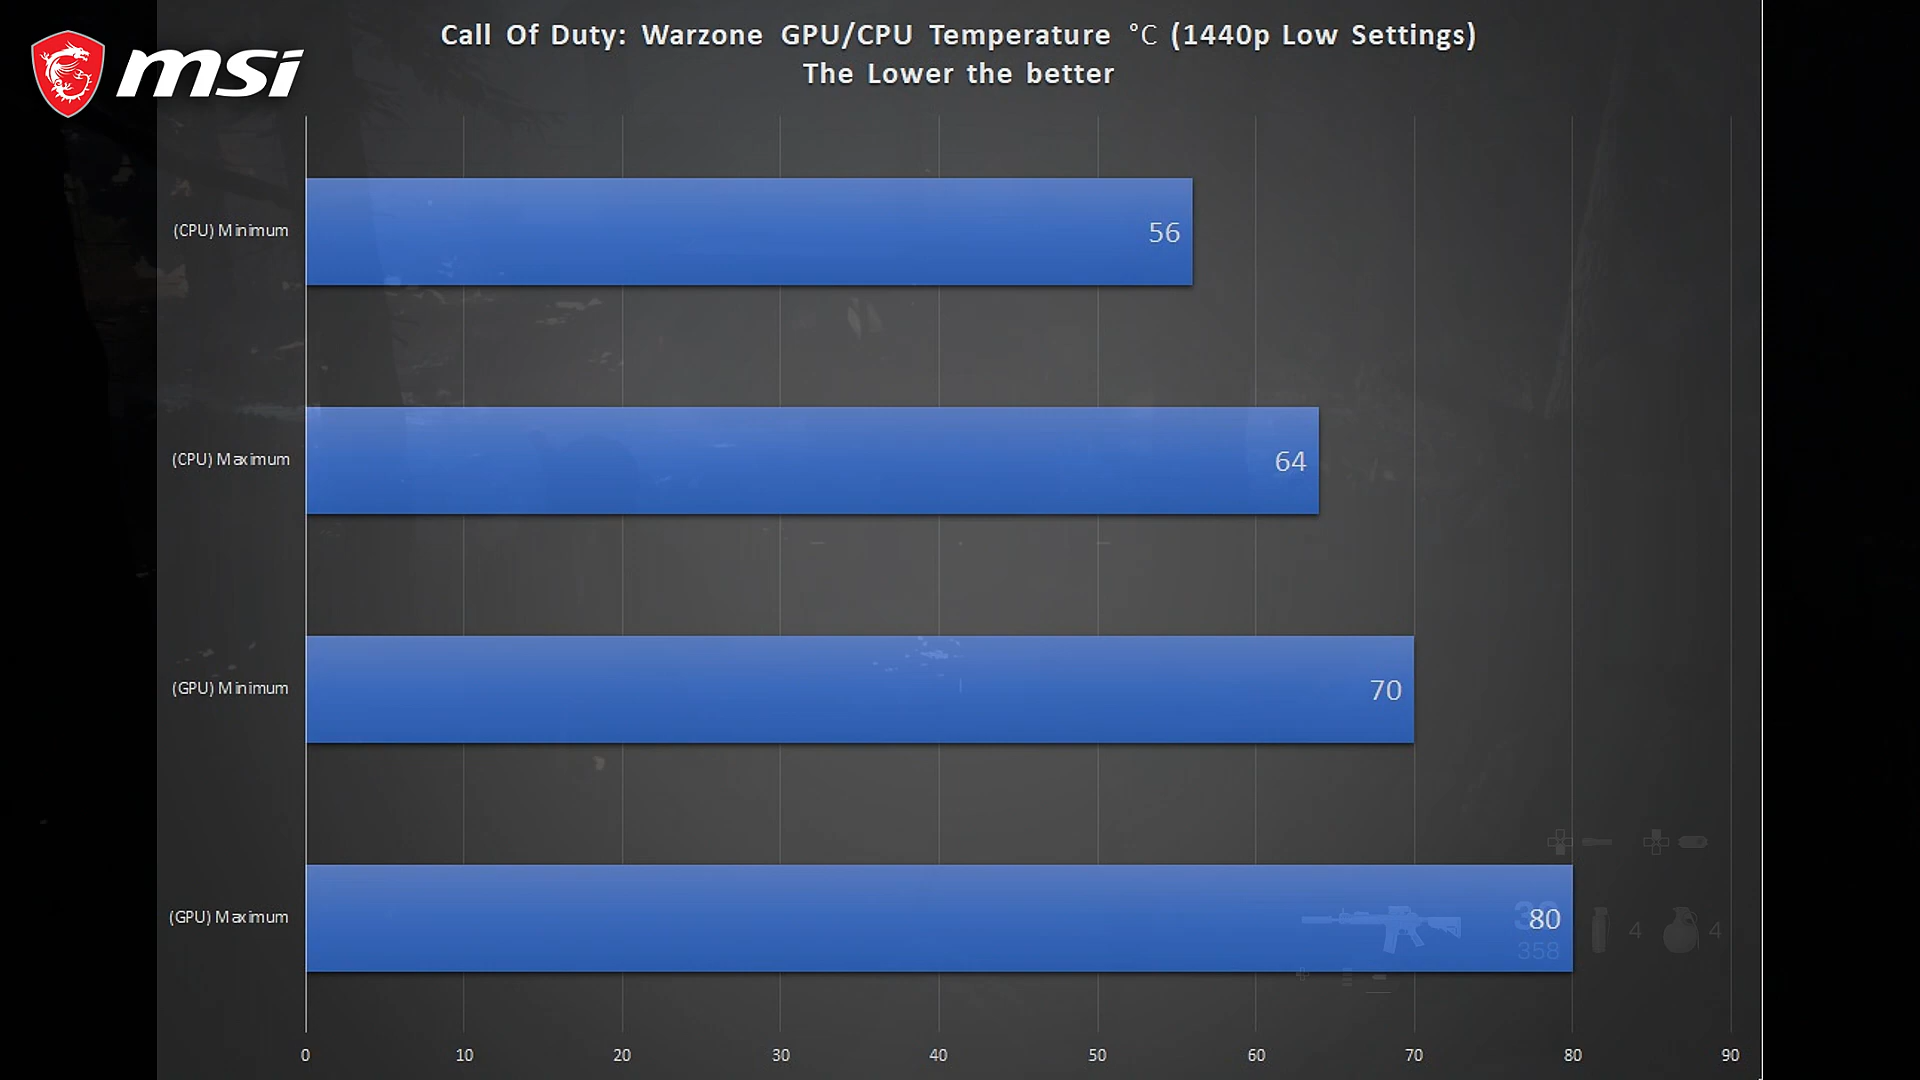 msi
Call Of Duty: Warzone GPU/CPU Temperature °C (1440p Low Settings)
The Lower the better
(CPU) Minimum
56
(CPU) Maximum
64
(GPU) Minimum
70
(GPU) Maximum
80
358
4
4
0 10 20 30 40 50 60 70 80 90